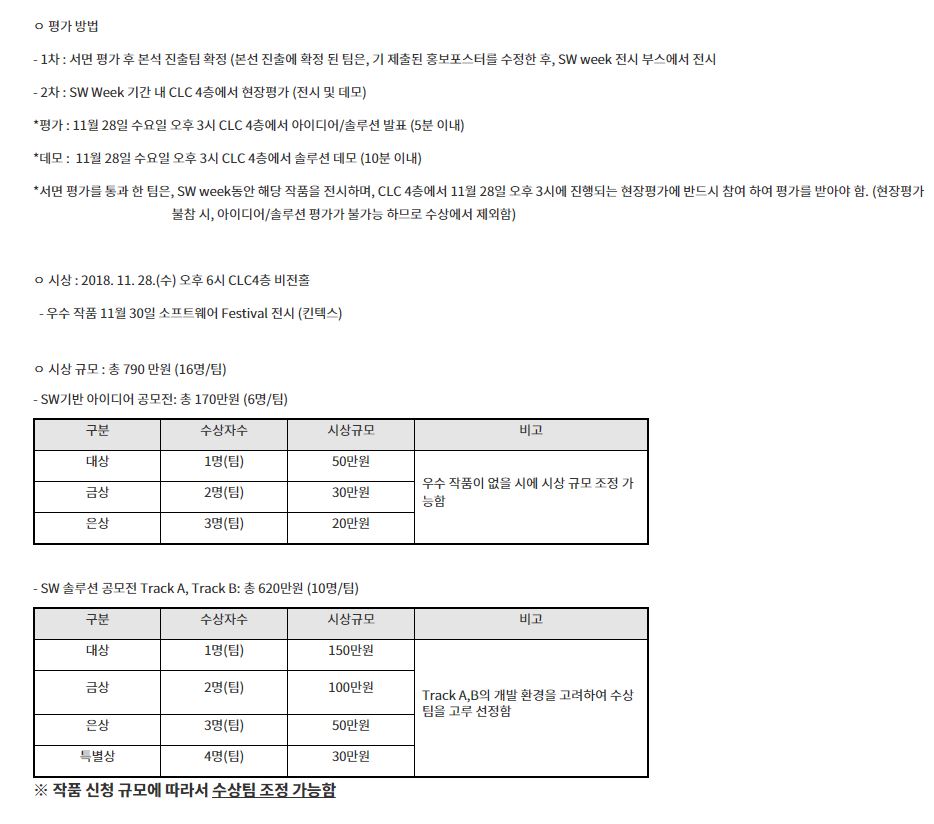 ㅇ 평가 방법
- 1차 : 서면 평가 후 본석 진출팀 확정 (본선 진출에 확정 된 팀은, 기 제출된 홍보포스터를 수정한 후, SW week 전시 부스에서 전시
- 2차 : SW Week 기간 내 CLC 4층에서 현장평가 (전시 및 데모)
*평가 : 11월 28일 수요일 오후 3시 CLC 4층에서 아이디어/솔루션 발표 (5분 이내)
*데모 : 11월 28일 수요일 오후 3시 CLC 4층에서 솔루션 데모 (10분 이내)
*서면 평가를 통과 한 팀은, SW week동안 해당 작품을 전시하며, CLC 4층에서 11월 28일 오후 3시에 진행되는 현장평가에 반드시 참여 하여 평가를 받아야 함. (현장평가
불참 시, 아이디어/솔루션 평가가 불가능 하므로 수상에서 제외함)
ㅇ 시상 : 2018. 11. 28.(수) 오후 6시 CLC4층 비전홀
- 우수 작품 11월 30일 소프트웨어 Festival 전시 (킨텍스)
ㅇ 시상 규모 : 총 790 만원 (16명/팀)
- SW기반 아이디어 공모전: 총 170만원 (6명/팀)
구분 수상자수 시상규모 비고
대상 1명(팀) 50만원
금상 2명(팀) 30만원
은상 3명(팀) 20만원
우수 작품이 없을 시에 시상 규모 조정 가
능함
- SW 솔루션 공모전 Track A, Track B: 총 620만원 (10명/팀)
구분 수상자수 시상규모 비고
대상 1명(팀) 150만원
금상 2명(팀) 100만원
은상 3명(팀) 50만원
특별상 4명(팀) 30만원
Track A,B의 개발 환경을 고려하여 수상
팀을 고루 선정함
※ 작품 신청 규모에 따라서 수상팀 조정 가능함